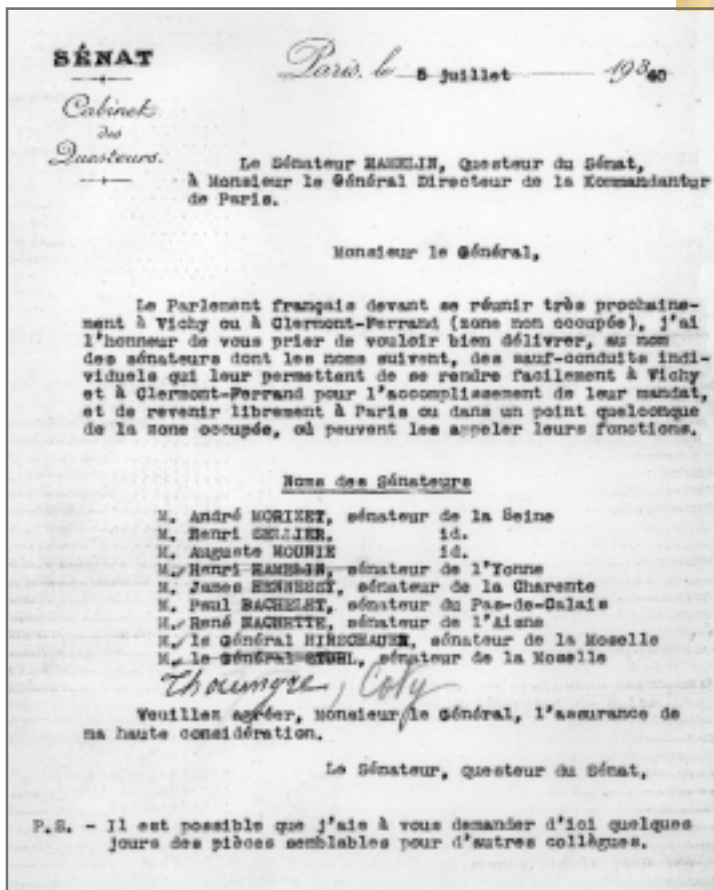 SÉNAT
Cabinet
des
Questeurs.
Paris, le 5 juillet 19340
Le Sénateur HAMELIN, Questeur du Sénat,
à Monsieur le Général Directeur de la Kommandantur
de Paris.
Monsieur le Général,
Le Parlement français devant se réunir très prochaine-
ment à Vichy ou à Clermont-Ferrand (zone non occupée), j'ai
l'honneur de vous prier de vouloir bien délivrer, au nom
des sénateurs dont les noms suivent, des sauf-conduits indi-
viduels qui leur permettent de se rendre facilement à Vichy
et à Clermont-Ferrand pour l'accomplissement de leur mandat,
et de revenir librement à Paris ou dans un point quelconque
de la zone occupée, où peuvent les appeler leurs fonctions.
Noms des Sénateurs
M. André MORIZET, sénateur de la Seine
M. Henri SELLIER, id.
M. Auguste MOUNIE id.
M. Henri HAMELIN, sénateur de l'Yonne
M. James HENNESSY, sénateur de la Charente
M. Paul BACHELET, sénateur du Pas-de-Calais
M. René HACHETTE, sénateur de l'Aisne
M. le Général HIRSCHAUER, sénateur de la Moselle
M. le Général STUHL, sénateur de la Moselle
Thoumyre, Coty
Veuillez agréer, Monsieur le Général, l'assurance de
ma haute considération.
Le Sénateur, Questeur du Sénat,
P.S. - Il est possible que j'aie à vous demander d'ici quelques
jours des pièces semblables pour d'autres collègues.